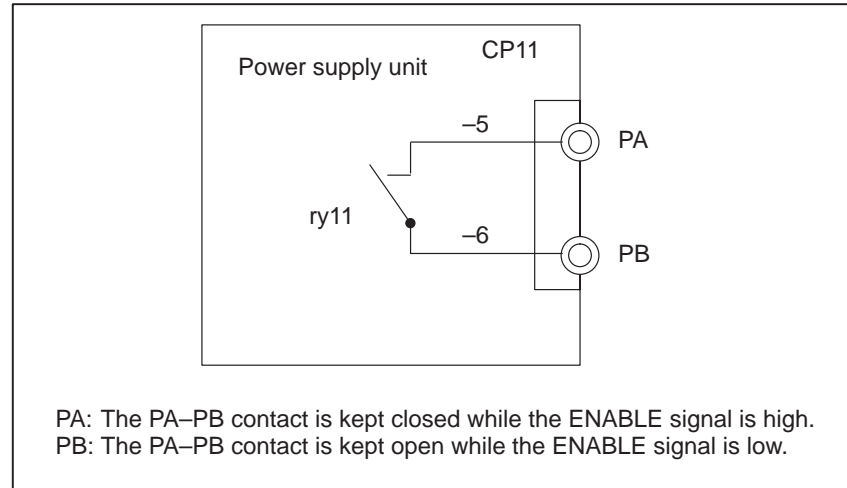 CP11
Power supply unit
–5
PA
ry11
–6
PB
PA: The PA–PB contact is kept closed while the ENABLE signal is high.
PB: The PA–PB contact is kept open while the ENABLE signal is low.